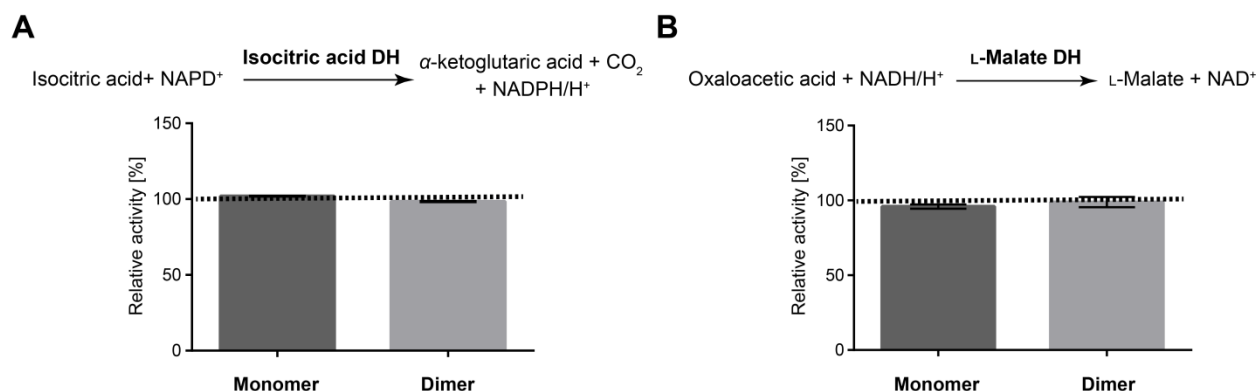 A
Isocitric acid DH
Isocitric acid+ NAPD⁺
α-ketoglutaric acid + CO₂
+ NADPH/H⁺
Relative activity [%]
150
100
50
0
Monomer
Dimer
B
L-Malate DH
Oxaloacetic acid + NADH/H⁺
L-Malate + NAD⁺
Relative activity [%]
150
100
50
0
Monomer
Dimer